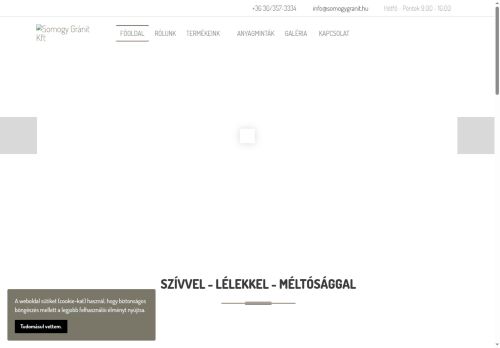 +36 30/357-3334 info@somogygranit.hu Hétfő - Péntek 9:00 - 16:00
Somogy Gránit
Kft
FŐOLDAL RÓLUNK TERMÉKEINK ANYAGMINTÁK GALÉRIA KAPCSOLAT
SZÍVVEL - LÉLEKKEL - MÉLTÓSÁGGAL
A weboldal sütiket (cookie-kat) használ, hogy biztonságos
böngészés mellett a legjobb felhasználói élményt nyújtsa.
Tudomásul vettem.